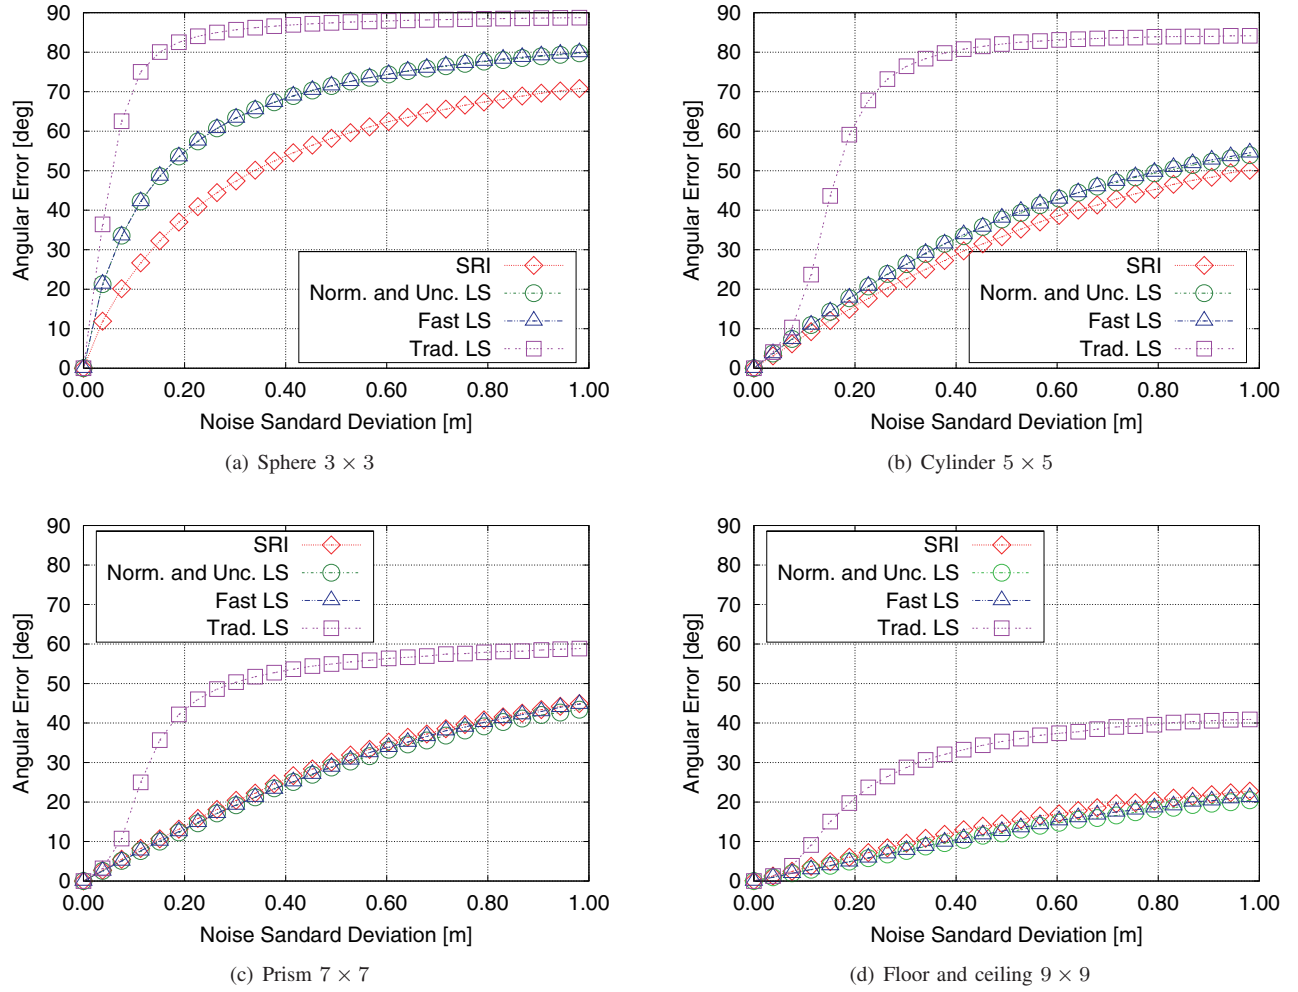 90
80
70
60
50
40
30
20
10
0
Angular Error [deg]
SRI
Norm. and Unc. LS
Fast LS
Trad. LS
0.00 0.20 0.40 0.60 0.80 1.00
Noise Sandard Deviation [m]
(a) Sphere 3 × 3
90
80
70
60
50
40
30
20
10
0
Angular Error [deg]
SRI
Norm. and Unc. LS
Fast LS
Trad. LS
0.00 0.20 0.40 0.60 0.80 1.00
Noise Sandard Deviation [m]
(b) Cylinder 5 × 5
90
80
70
60
50
40
30
20
10
0
Angular Error [deg]
SRI
Norm. and Unc. LS
Fast LS
Trad. LS
0.00 0.20 0.40 0.60 0.80 1.00
Noise Sandard Deviation [m]
(c) Prism 7 × 7
90
80
70
60
50
40
30
20
10
0
Angular Error [deg]
SRI
Norm. and Unc. LS
Fast LS
Trad. LS
0.00 0.20 0.40 0.60 0.80 1.00
Noise Sandard Deviation [m]
(d) Floor and ceiling 9 × 9